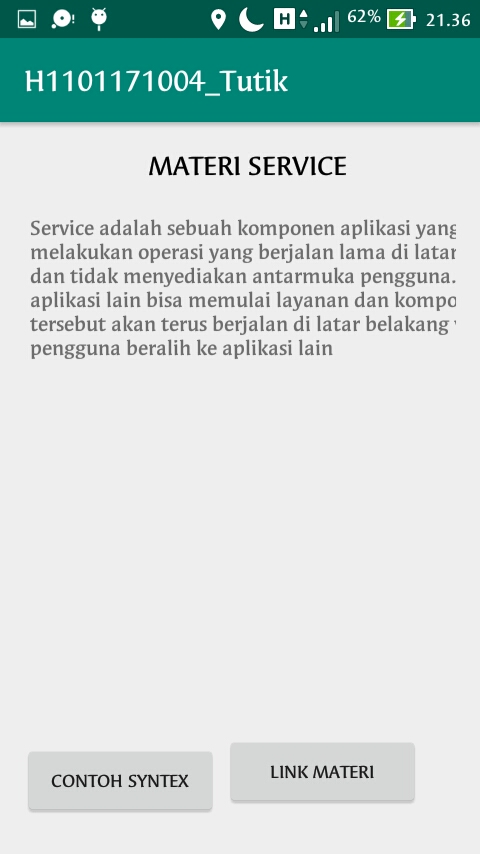 H 62% 21.36
H1101171004_Tutik
MATERI SERVICE
Service adalah sebuah komponen aplikasi yang
melakukan operasi yang berjalan lama di latar
dan tidak menyediakan antarmuka pengguna.
aplikasi lain bisa memulai layanan dan kompo
tersebut akan terus berjalan di latar belakang
pengguna beralih ke aplikasi lain
CONTOH SYNTEX
LINK MATERI